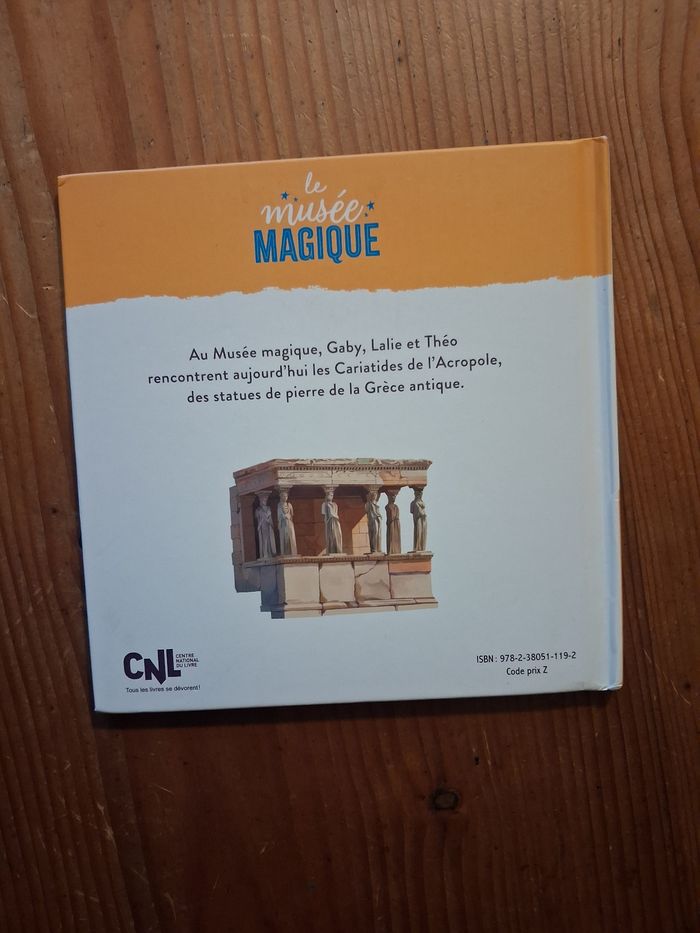 le
musée
MAGIQUE
Au Musée magique, Gaby, Lalie et Théo
rencontrent aujourd'hui les Cariatides de l'Acropole,
des statues de pierre de la Grèce antique.
CNL
CENTRE
NATIONAL
DU LIVRE
Tous les livres se dévorent!
ISBN : 978-2-38051-119-2
Code prix Z